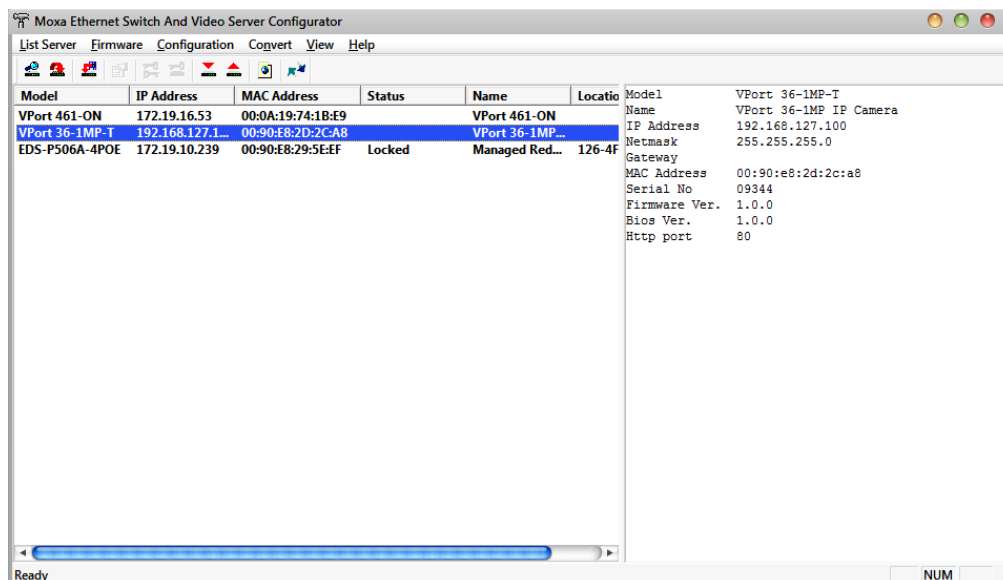 Moxa Ethernet Switch And Video Server Configurator
List Server Firmware Configuration Convert View Help
Model IP Address MAC Address Status Name Locatio
VPort 461-ON 172.19.16.53 00:0A:19:74:1B:E9 VPort 461-ON
VPort 36-1MP-T 192.168.127.1... 00:90:E8:2D:2C:A8 VPort 36-1MP...
EDS-P506A-4POE 172.19.10.239 00:90:E8:29:5E:EF Locked Managed Red... 126-4F
Model VPort 36-1MP-T
Name VPort 36-1MP IP Camera
IP Address 192.168.127.100
Netmask 255.255.255.0
Gateway
MAC Address 00:90:e8:2d:2c:a8
Serial No 09344
Firmware Ver. 1.0.0
Bios Ver. 1.0.0
Http port 80
Ready NUM